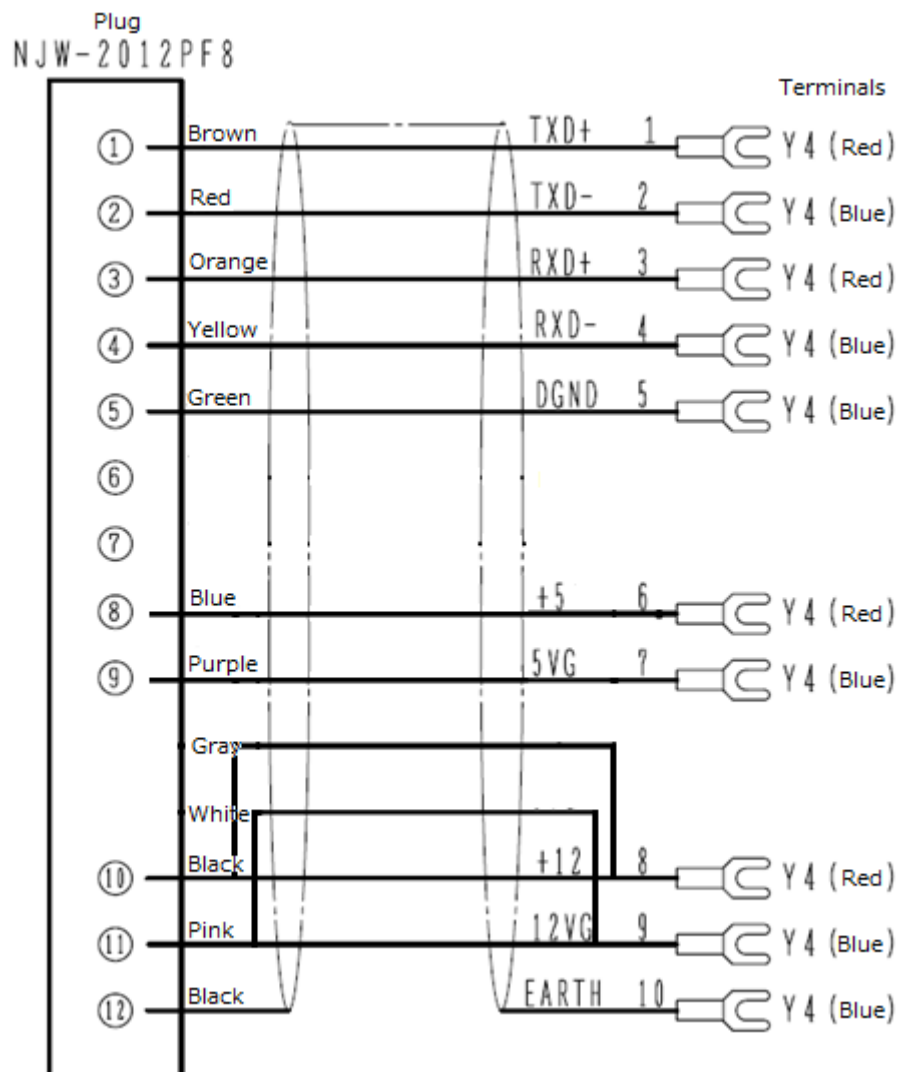 Plug
NJW-2012PF8
Terminals
① Brown TXD+ 1 Y4 (Red)
② Red TXD- 2 Y4 (Blue)
③ Orange RXD+ 3 Y4 (Red)
④ Yellow RXD- 4 Y4 (Blue)
⑤ Green DGND 5 Y4 (Blue)
⑥
⑦
⑧ Blue +5 6 Y4 (Red)
⑨ Purple 5VG 7 Y4 (Blue)
Gray
White
⑩ Black +12 8 Y4 (Red)
⑪ Pink 12VG 9 Y4 (Blue)
⑫ Black EARTH 10 Y4 (Blue)